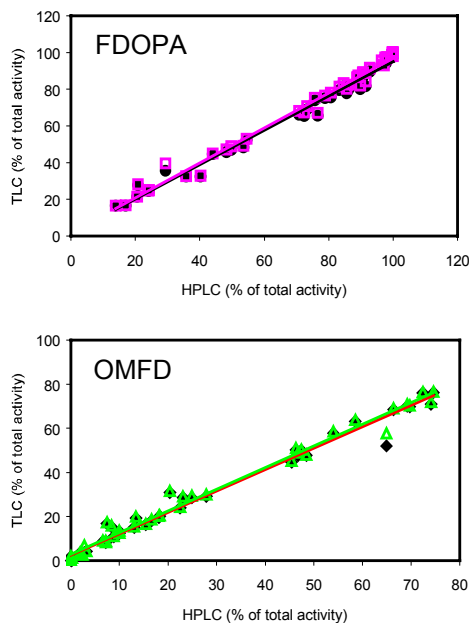 FDOPA
TLC (% of total activity)
120
100
80
60
40
20
0
0 20 40 60 80 100 120
HPLC (% of total activity)
OMFD
TLC (% of total activity)
100
80
60
40
20
0
0 10 20 30 40 50 60 70 80
HPLC (% of total activity)